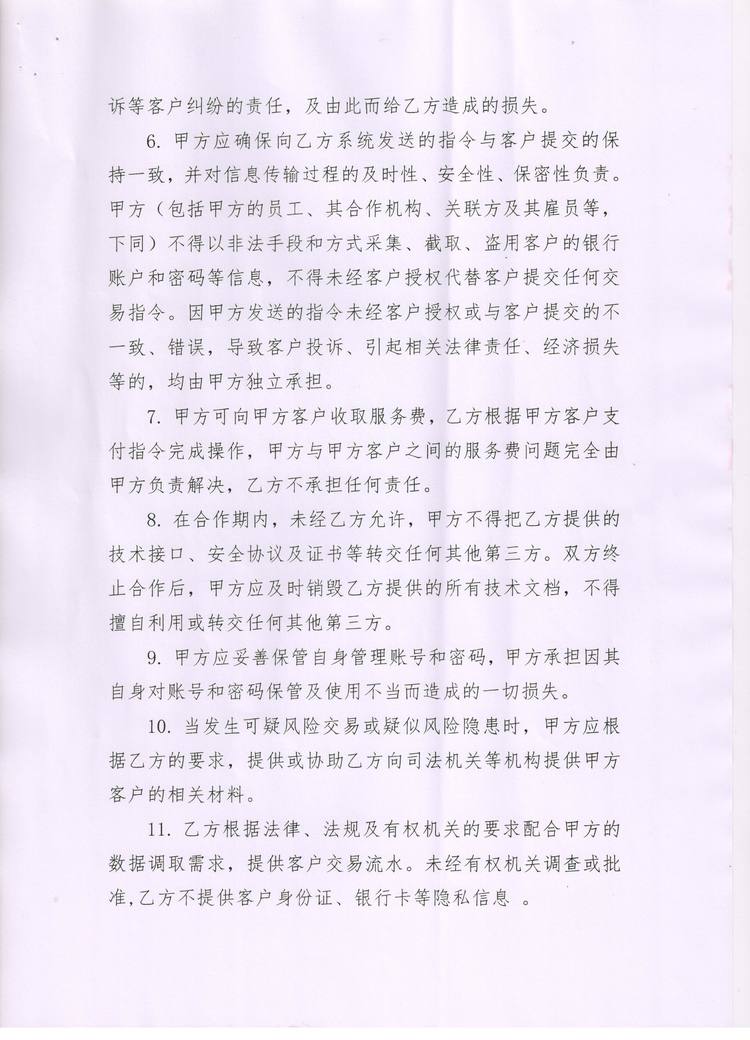 诉等客户纠纷的责任，及由此而给乙方造成的损失。
6. 甲方应确保向乙方系统发送的指令与客户提交的保
持一致，并对信息传输过程的及时性、安全性、保密性负责。
甲方（包括甲方的员工、其合作机构、关联方及其雇员等，
下同）不得以非法手段和方式采集、截取、盗用客户的银行
账户和密码等信息，不得未经客户授权代替客户提交任何交
易指令。因甲方发送的指令未经客户授权或与客户提交的不
一致、错误，导致客户投诉、引起相关法律责任、经济损失
等的，均由甲方独立承担。
7. 甲方可向甲方客户收取服务费，乙方根据甲方客户支
付指令完成操作，甲方与甲方客户之间的服务费问题完全由
甲方负责解决，乙方不承担任何责任。
8. 在合作期内，未经乙方允许，甲方不得把乙方提供的
技术接口、安全协议及证书等转交任何其他第三方。双方终
止合作后，甲方应及时销毁乙方提供的所有技术文档，不得
擅自利用或转交任何其他第三方。
9. 甲方应妥善保管自身管理账号和密码，甲方承担因其
自身对账号和密码保管及使用不当而造成的一切损失。
10. 当发生可疑风险交易或疑似风险隐患时，甲方应根
据乙方的要求，提供或协助乙方向司法机关等机构提供甲方
客户的相关材料。
11. 乙方根据法律、法规及有权机关的要求配合甲方的
数据调取需求，提供客户交易流水。未经有权机关调查或批
准,乙方不提供客户身份证、银行卡等隐私信息 。